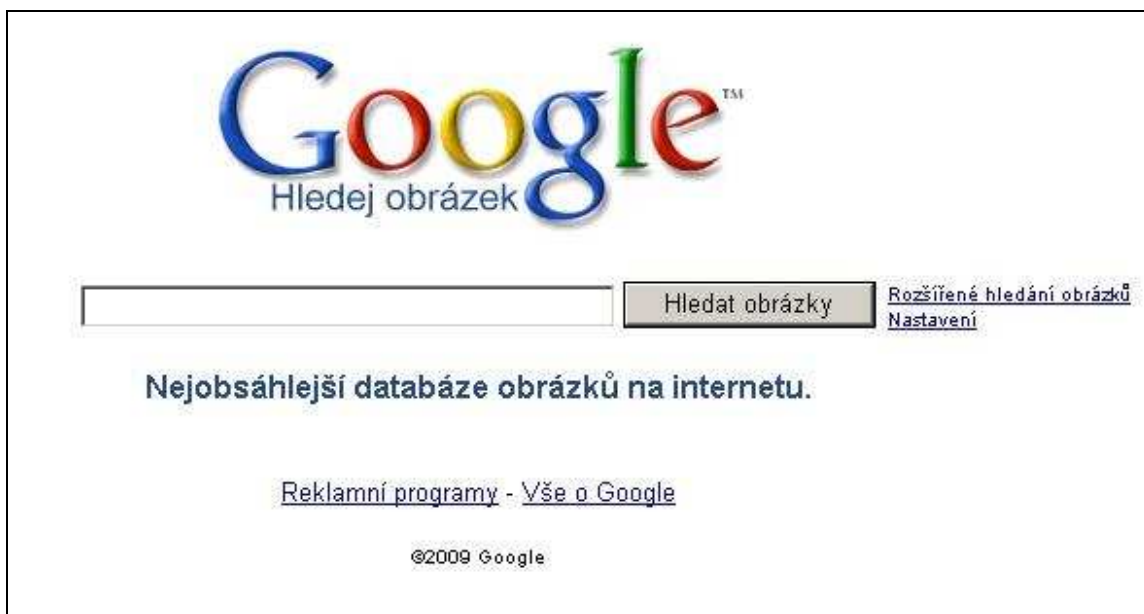 Google™
Hledej obrázek
Hledat obrázky
Rozšířené hledání obrázků
Nastavení
Nejobsáhlejší databáze obrázků na internetu.
Reklamní programy - Vše o Google
©2009 Google